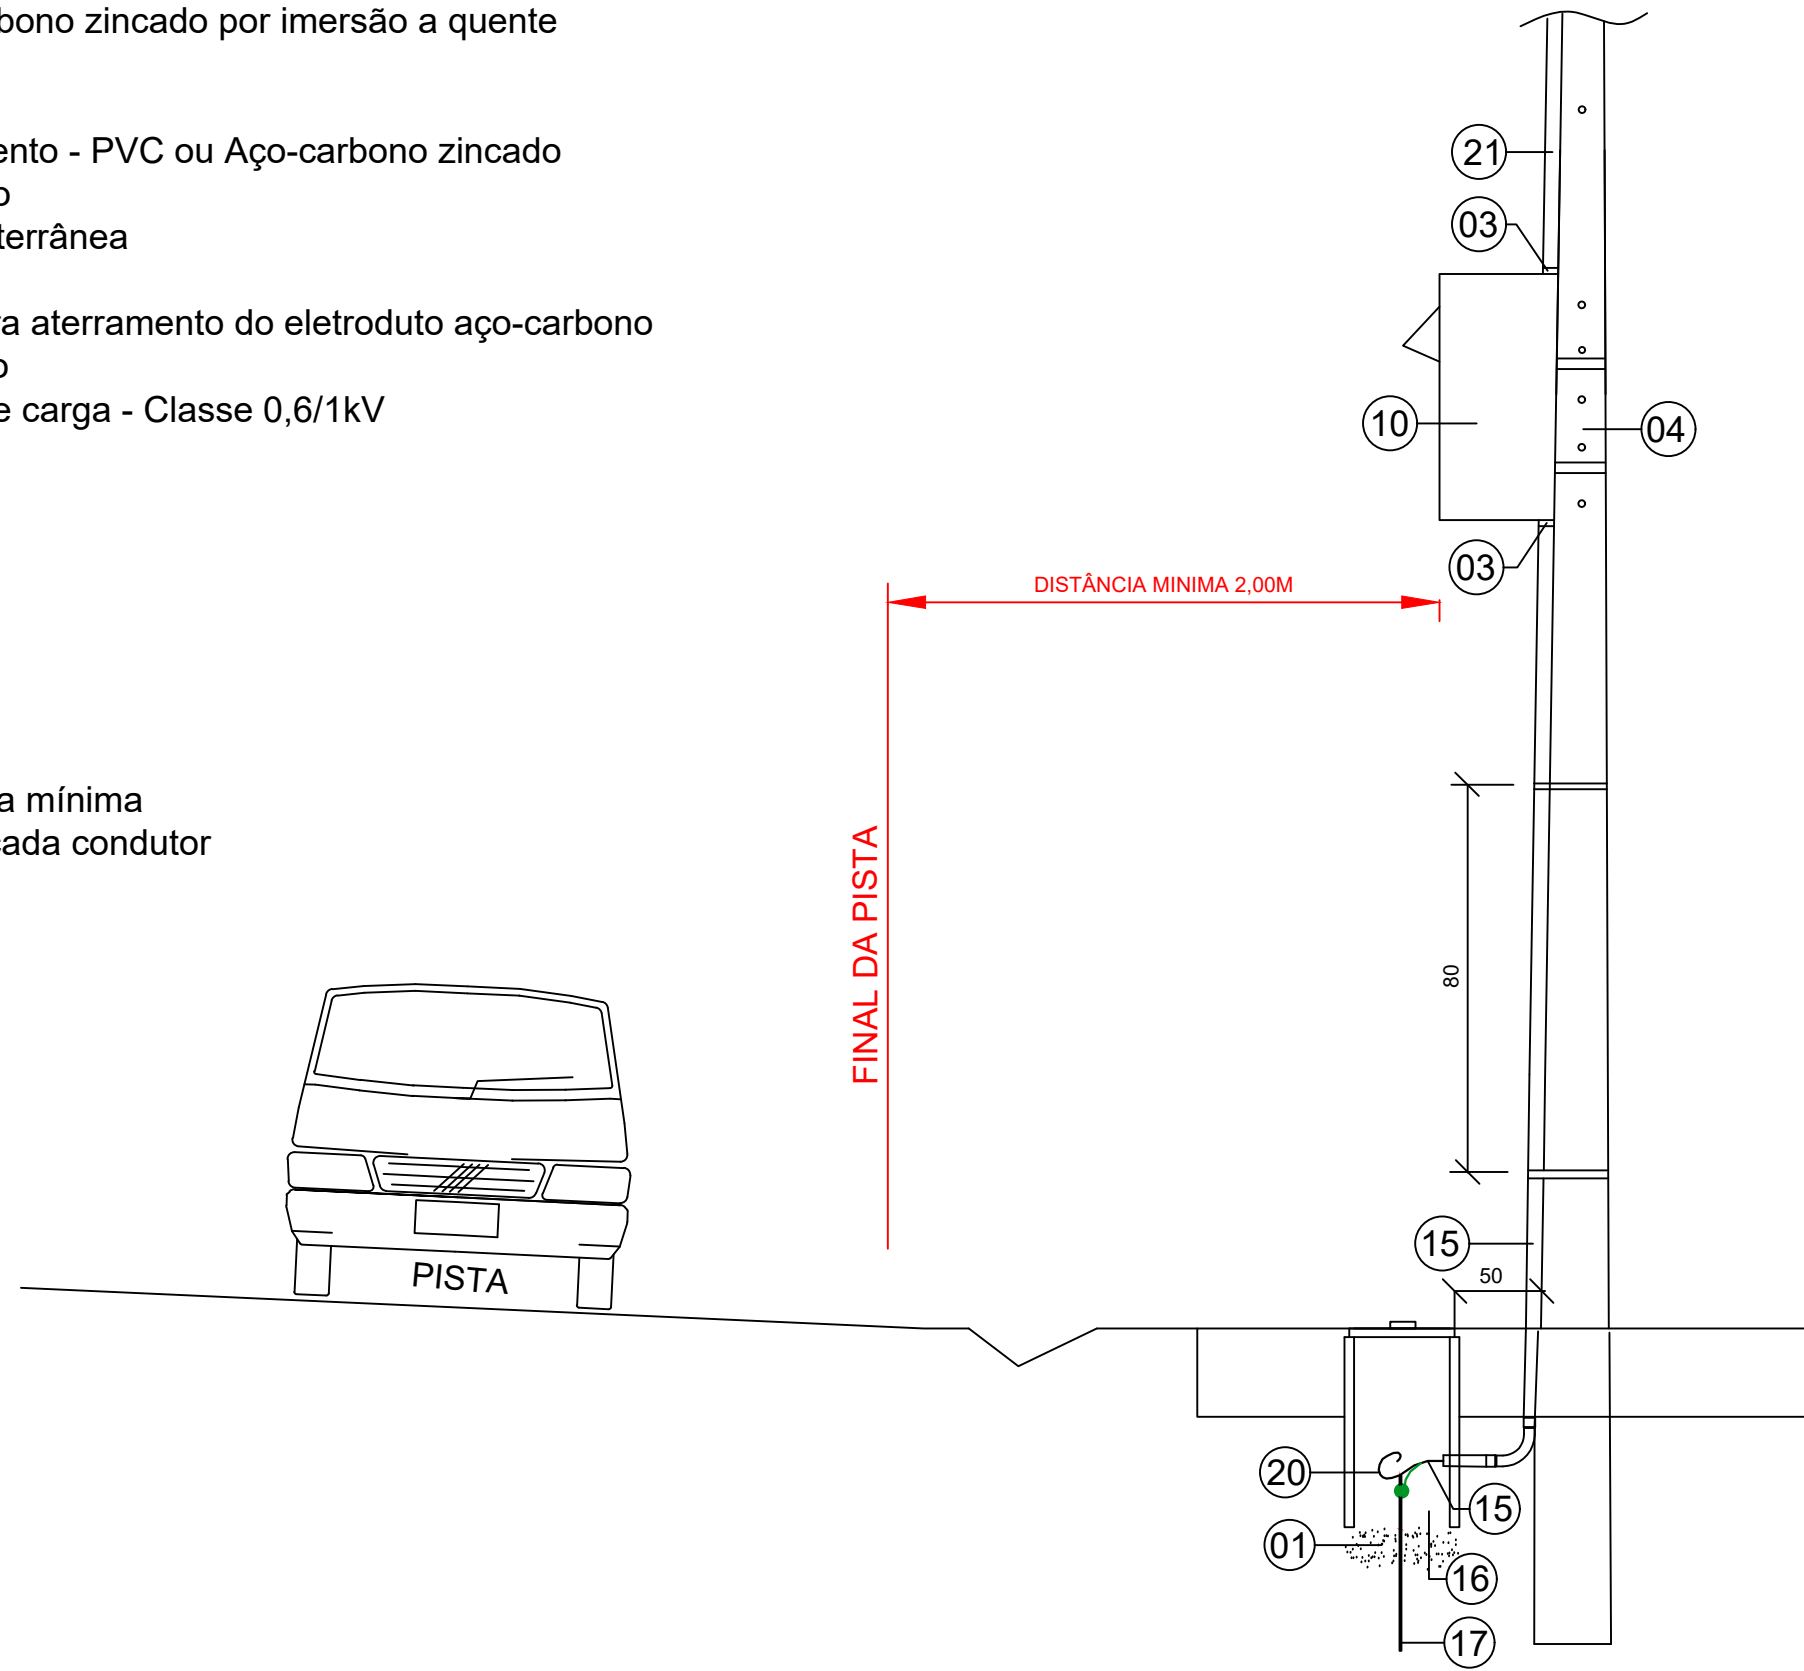 bono zincado por imersão a quente
ento - PVC ou Aço-carbono zincado
o
terrânea
ra aterramento do eletroduto aço-carbono
o
e carga - Classe 0,6/1kV
a mínima
cada condutor
21
03
10
04
03
DISTÂNCIA MINIMA 2,00M
FINAL DA PISTA
80
15
50
PISTA
20
15
01
16
17